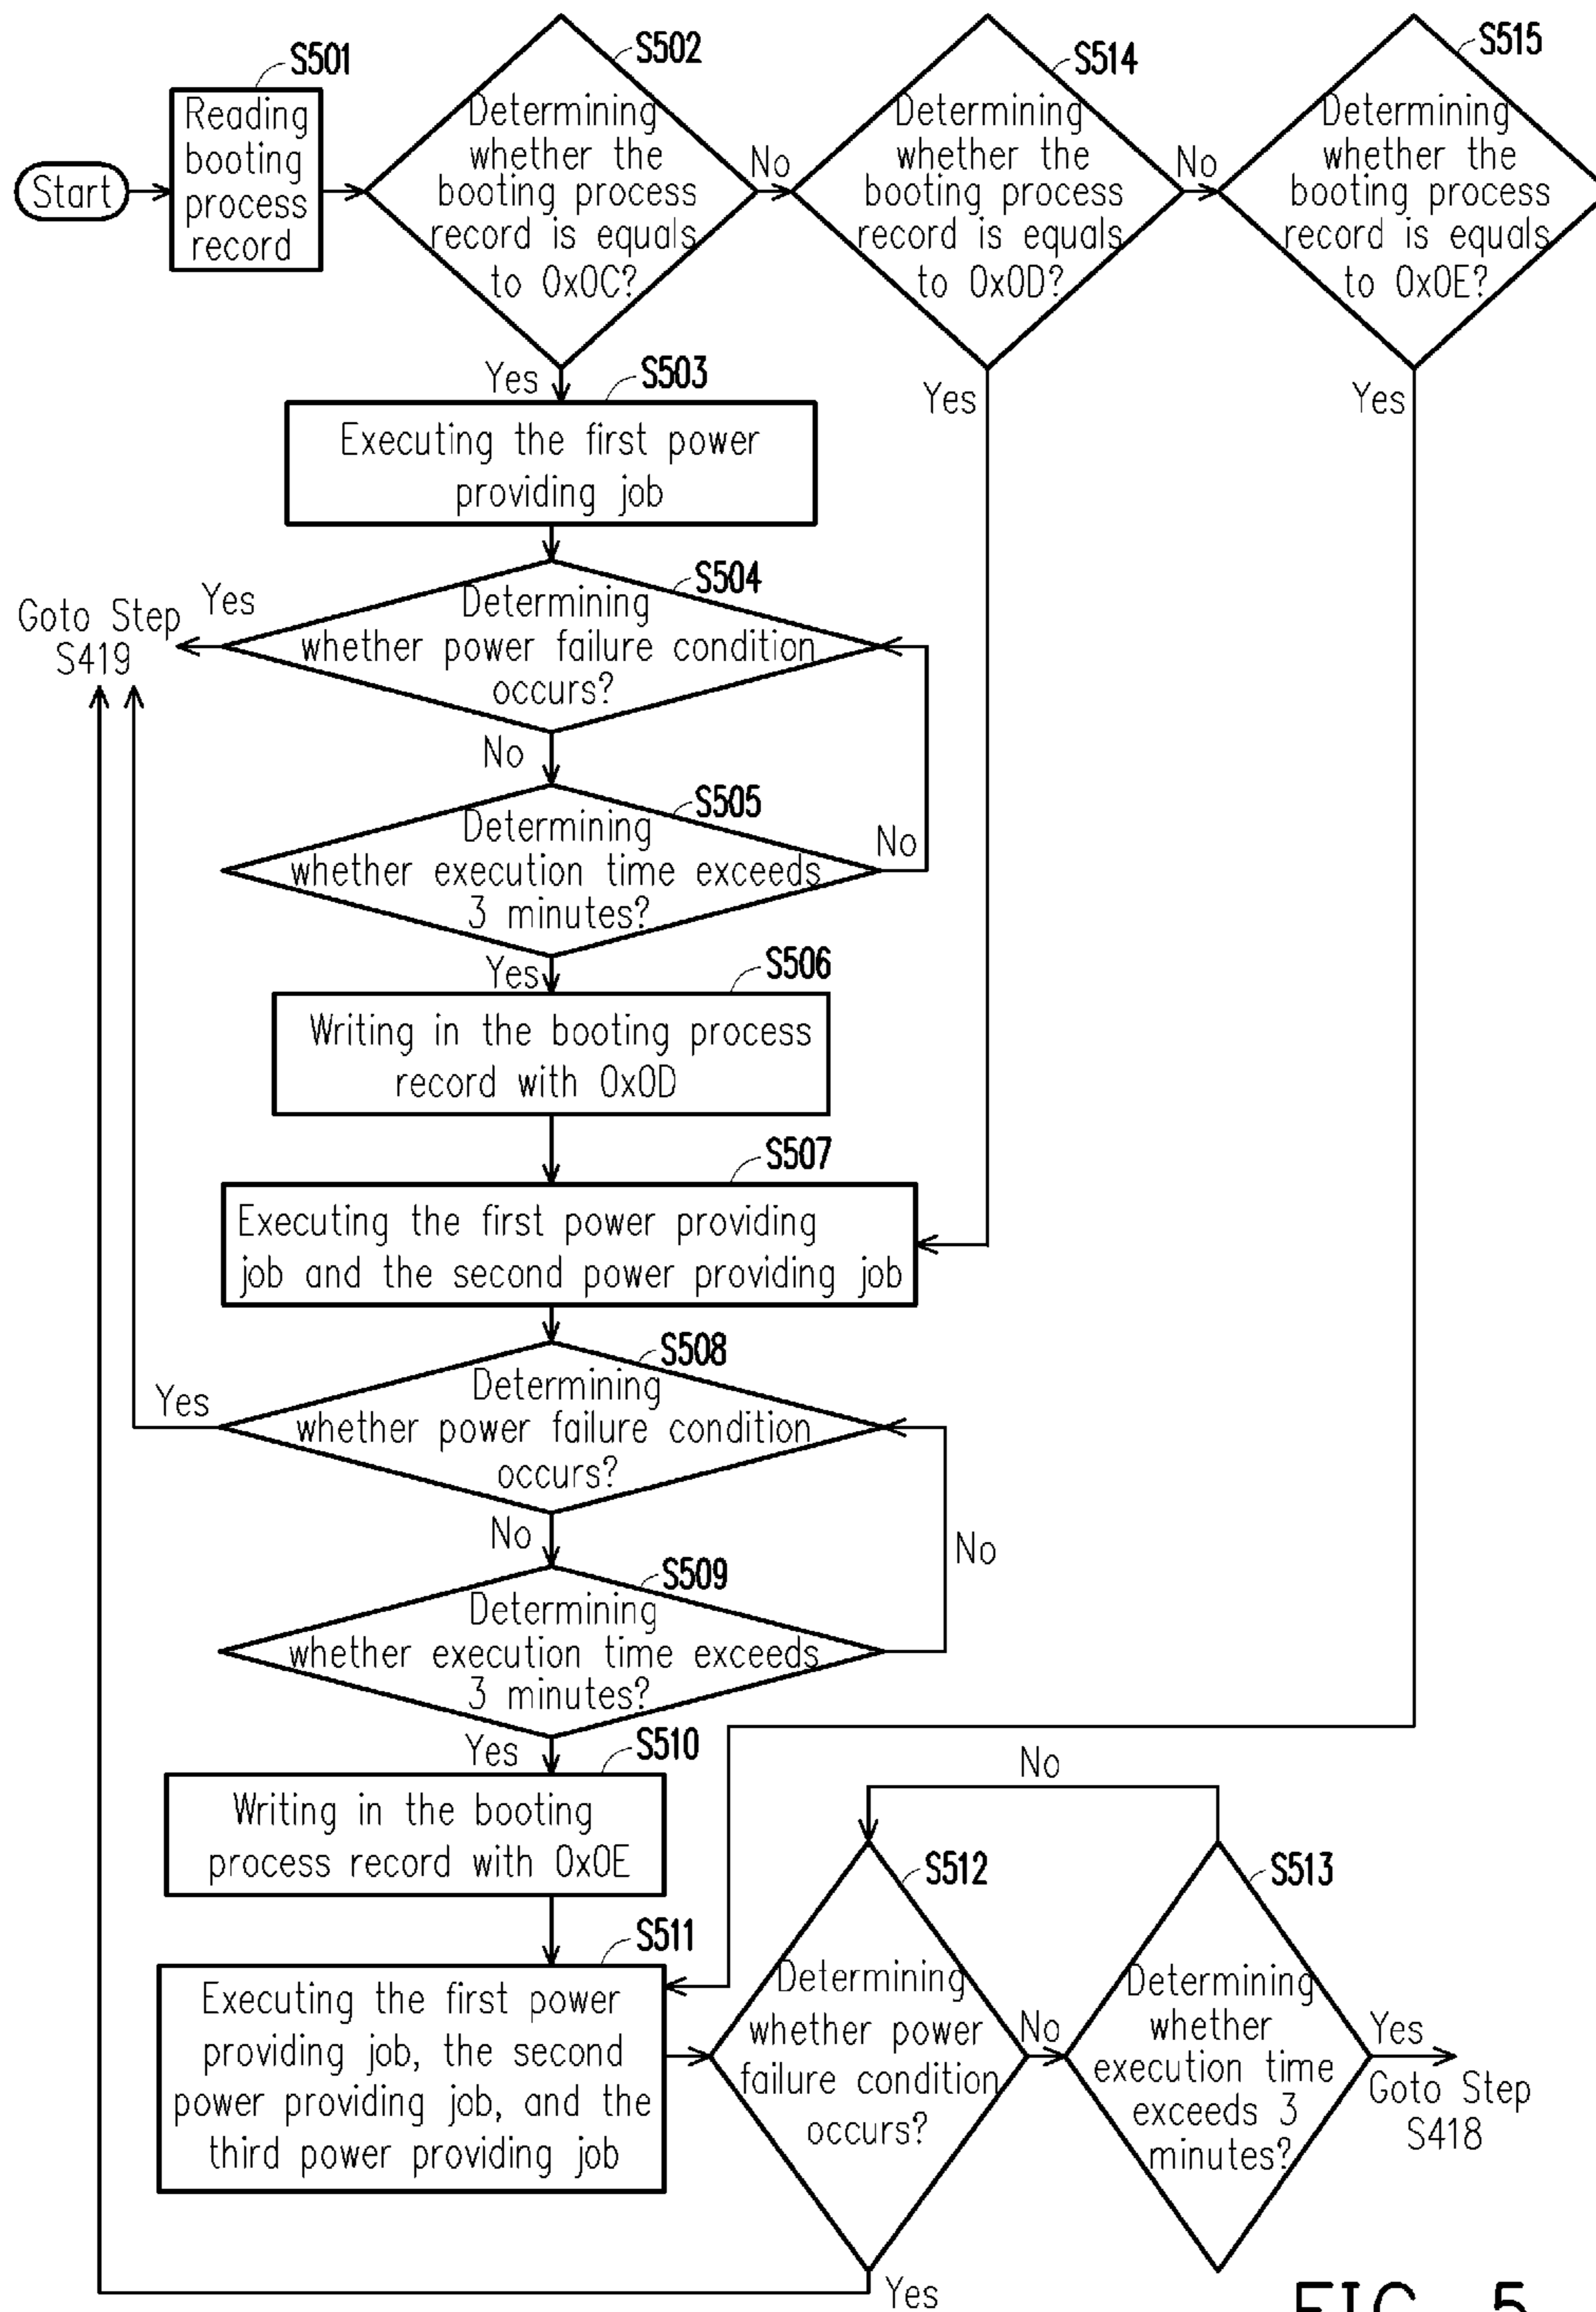 S501
S502
S514
S515
Start
Reading
booting
process
record
Determining
whether the
booting process
record is equals
to 0x0C?
No
Determining
whether the
booting process
record is equals
to 0x0D?
No
Determining
whether the
booting process
record is equals
to 0x0E?
Yes
S503
Yes
Yes
Executing the first power
providing job
S504
Goto Step
S419
Yes
Determining
whether power failure condition
occurs?
No
S505
Determining
whether execution time exceeds
3 minutes?
No
Yes
S506
Writing in the booting process
record with 0x0D
S507
Executing the first power providing
job and the second power providing job
S508
Yes
Determining
whether power failure condition
occurs?
No
No
S509
Determining
whether execution time exceeds
3 minutes?
Yes
S510
Writing in the booting
process record with 0x0E
No
S511
S512
S513
Executing the first power
providing job, the second
power providing job, and the
third power providing job
Determining
whether power
failure condition
occurs?
No
Determining
whether
execution time
exceeds 3
minutes?
Yes
Goto Step
S418
Yes
FIG. 5